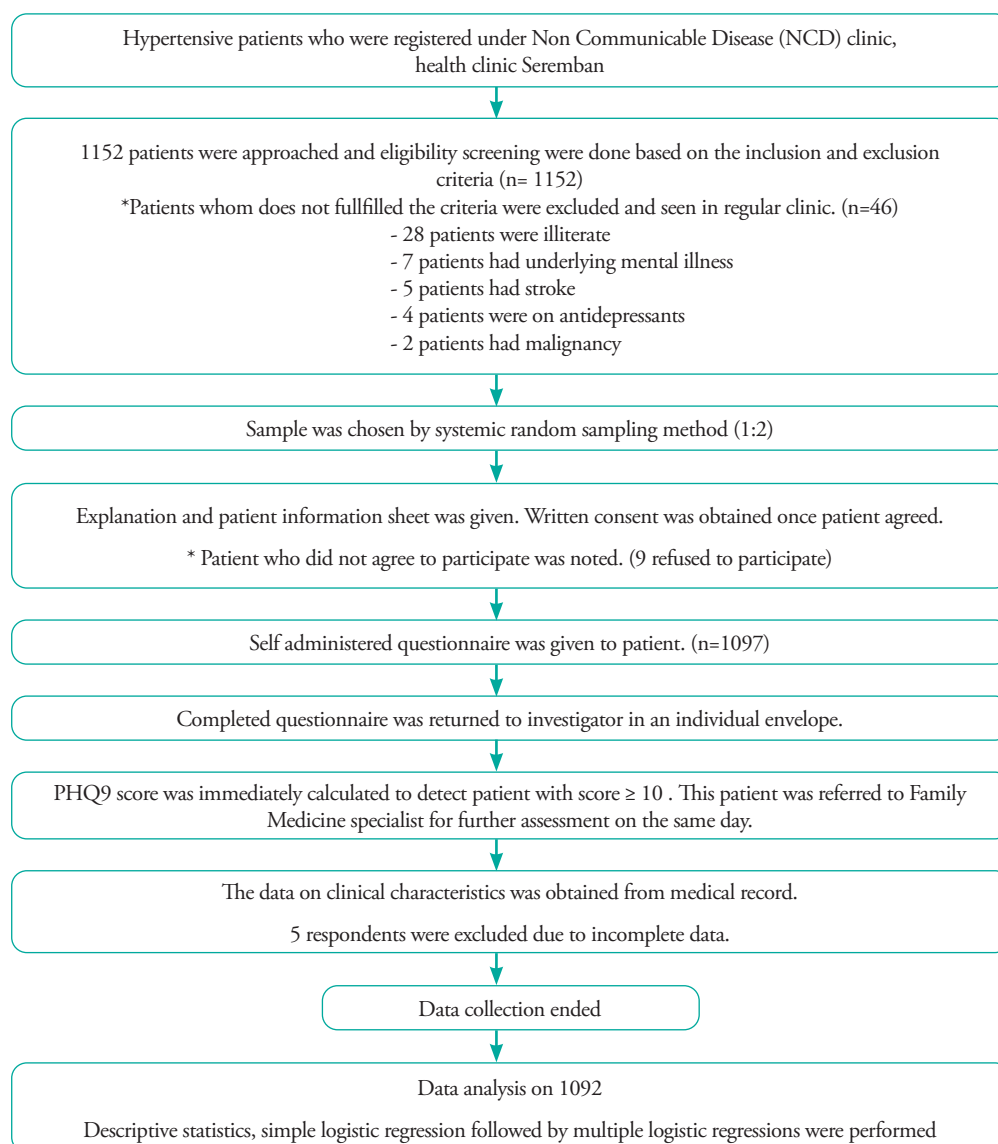 Hypertensive patients who were registered under Non Communicable Disease (NCD) clinic,
health clinic Seremban
1152 patients were approached and eligibility screening were done based on the inclusion and exclusion
criteria (n= 1152)
*Patients whom does not fullfilled the criteria were excluded and seen in regular clinic. (n=46)
- 28 patients were illiterate
- 7 patients had underlying mental illness
- 5 patients had stroke
- 4 patients were on antidepressants
- 2 patients had malignancy
Sample was chosen by systemic random sampling method (1:2)
Explanation and patient information sheet was given. Written consent was obtained once patient agreed.
* Patient who did not agree to participate was noted. (9 refused to participate)
Self administered questionnaire was given to patient. (n=1097)
Completed questionnaire was returned to investigator in an individual envelope.
PHQ9 score was immediately calculated to detect patient with score ≥ 10 . This patient was referred to Family
Medicine specialist for further assessment on the same day.
The data on clinical characteristics was obtained from medical record.
5 respondents were excluded due to incomplete data.
Data collection ended
Data analysis on 1092
Descriptive statistics, simple logistic regression followed by multiple logistic regressions were performed